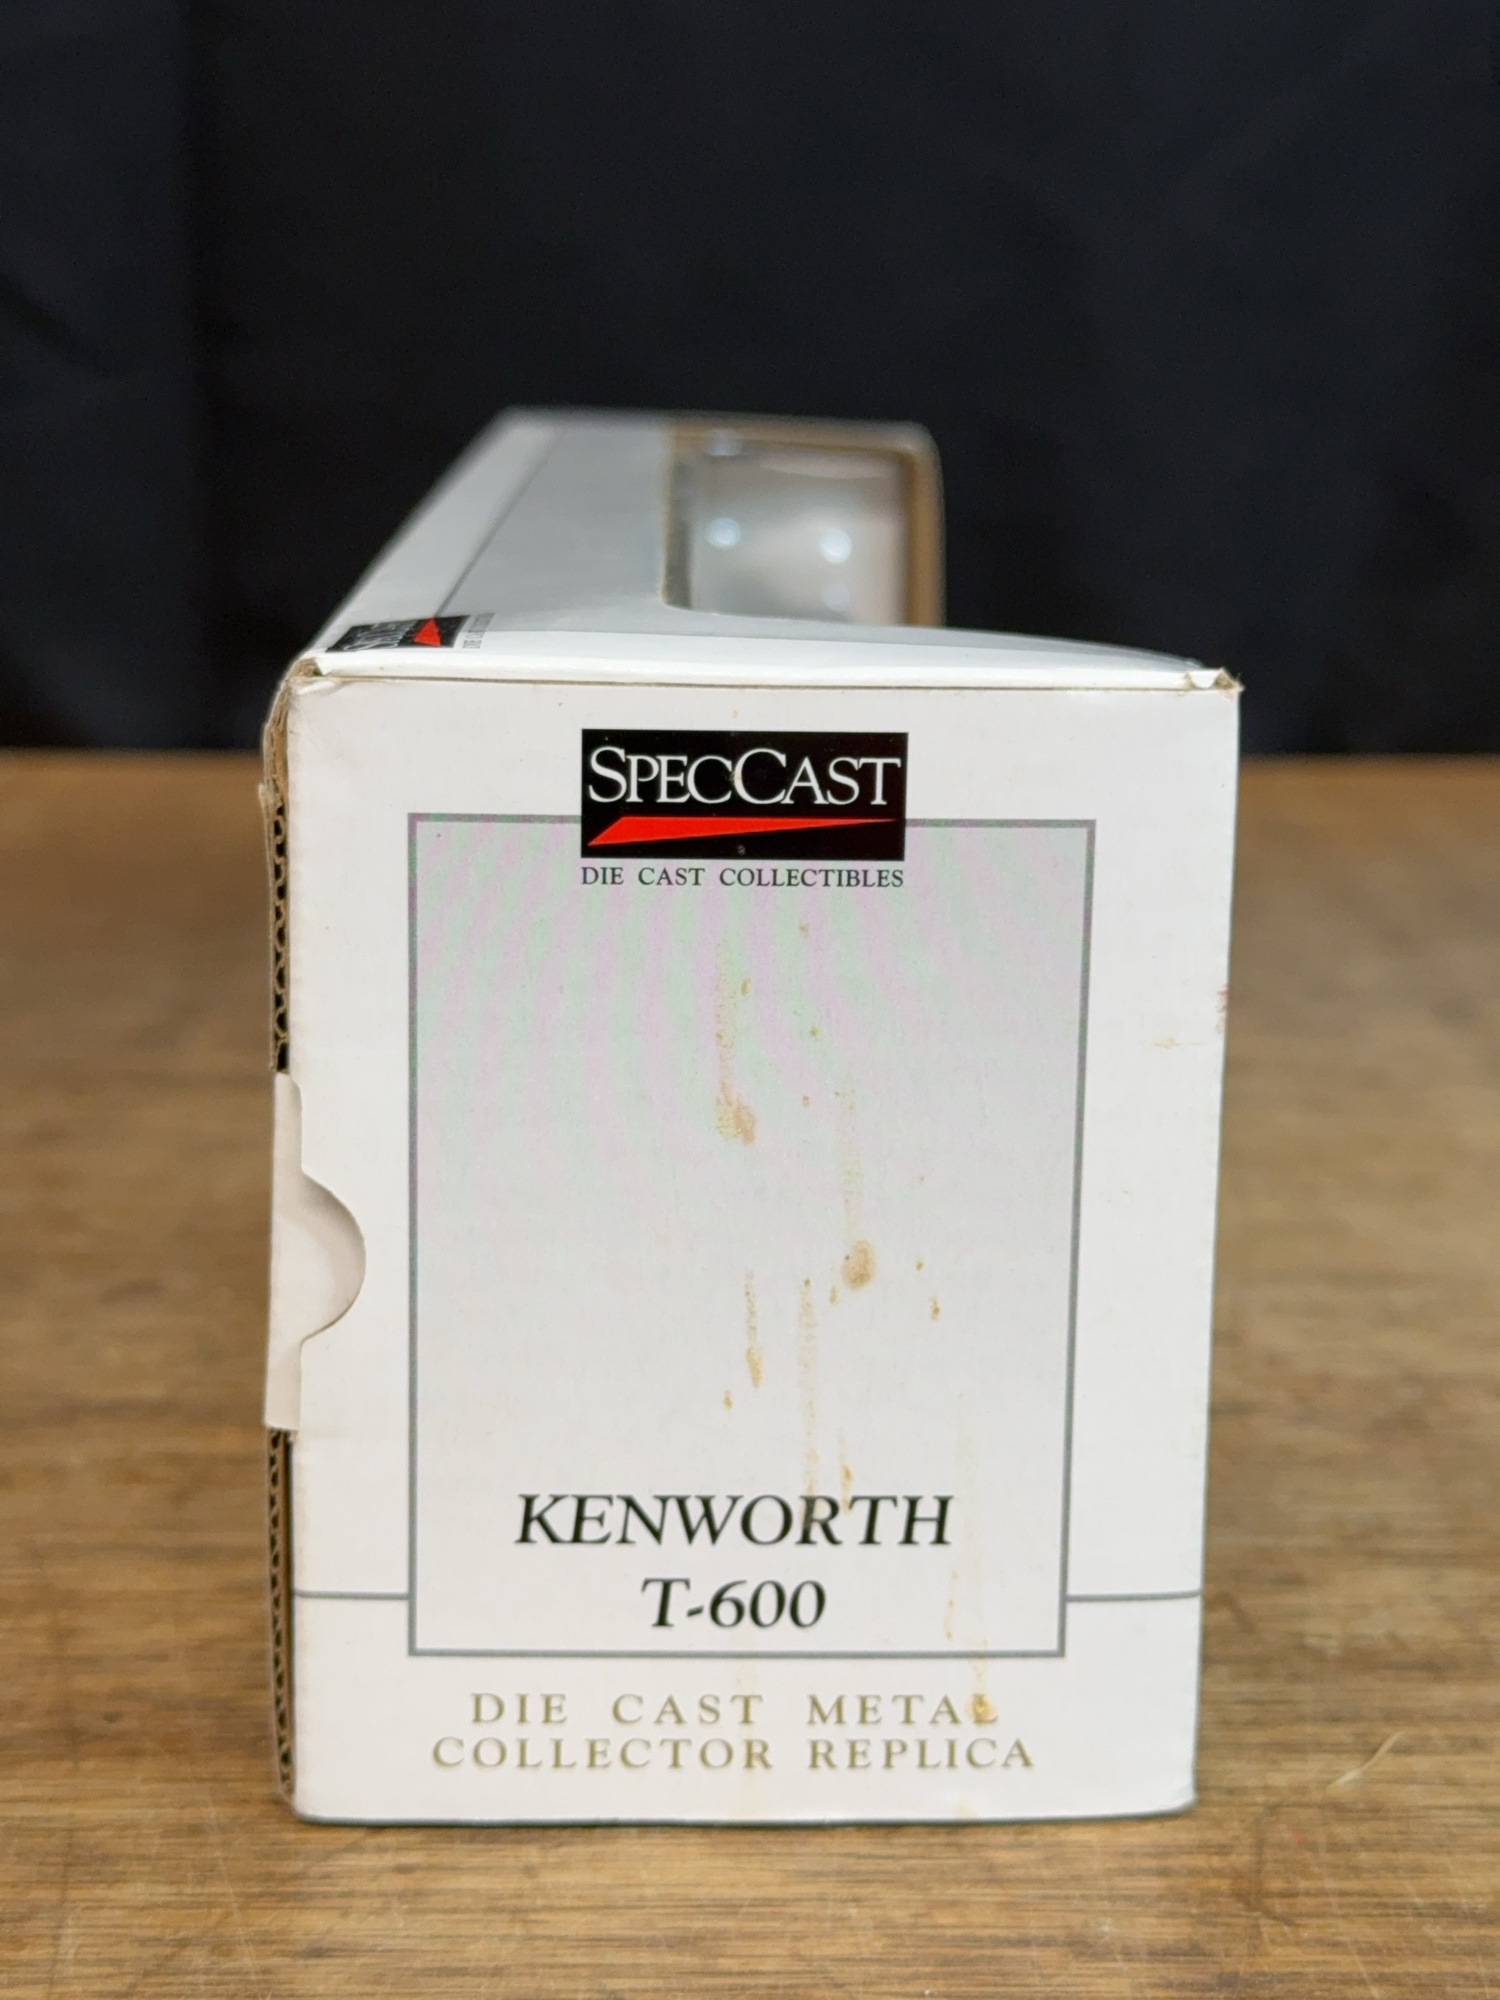 SPECCAST
DIE CAST COLLECTIBLES
KENWORTH
T-600
DIE CAST METAL
COLLECTOR REPLICA